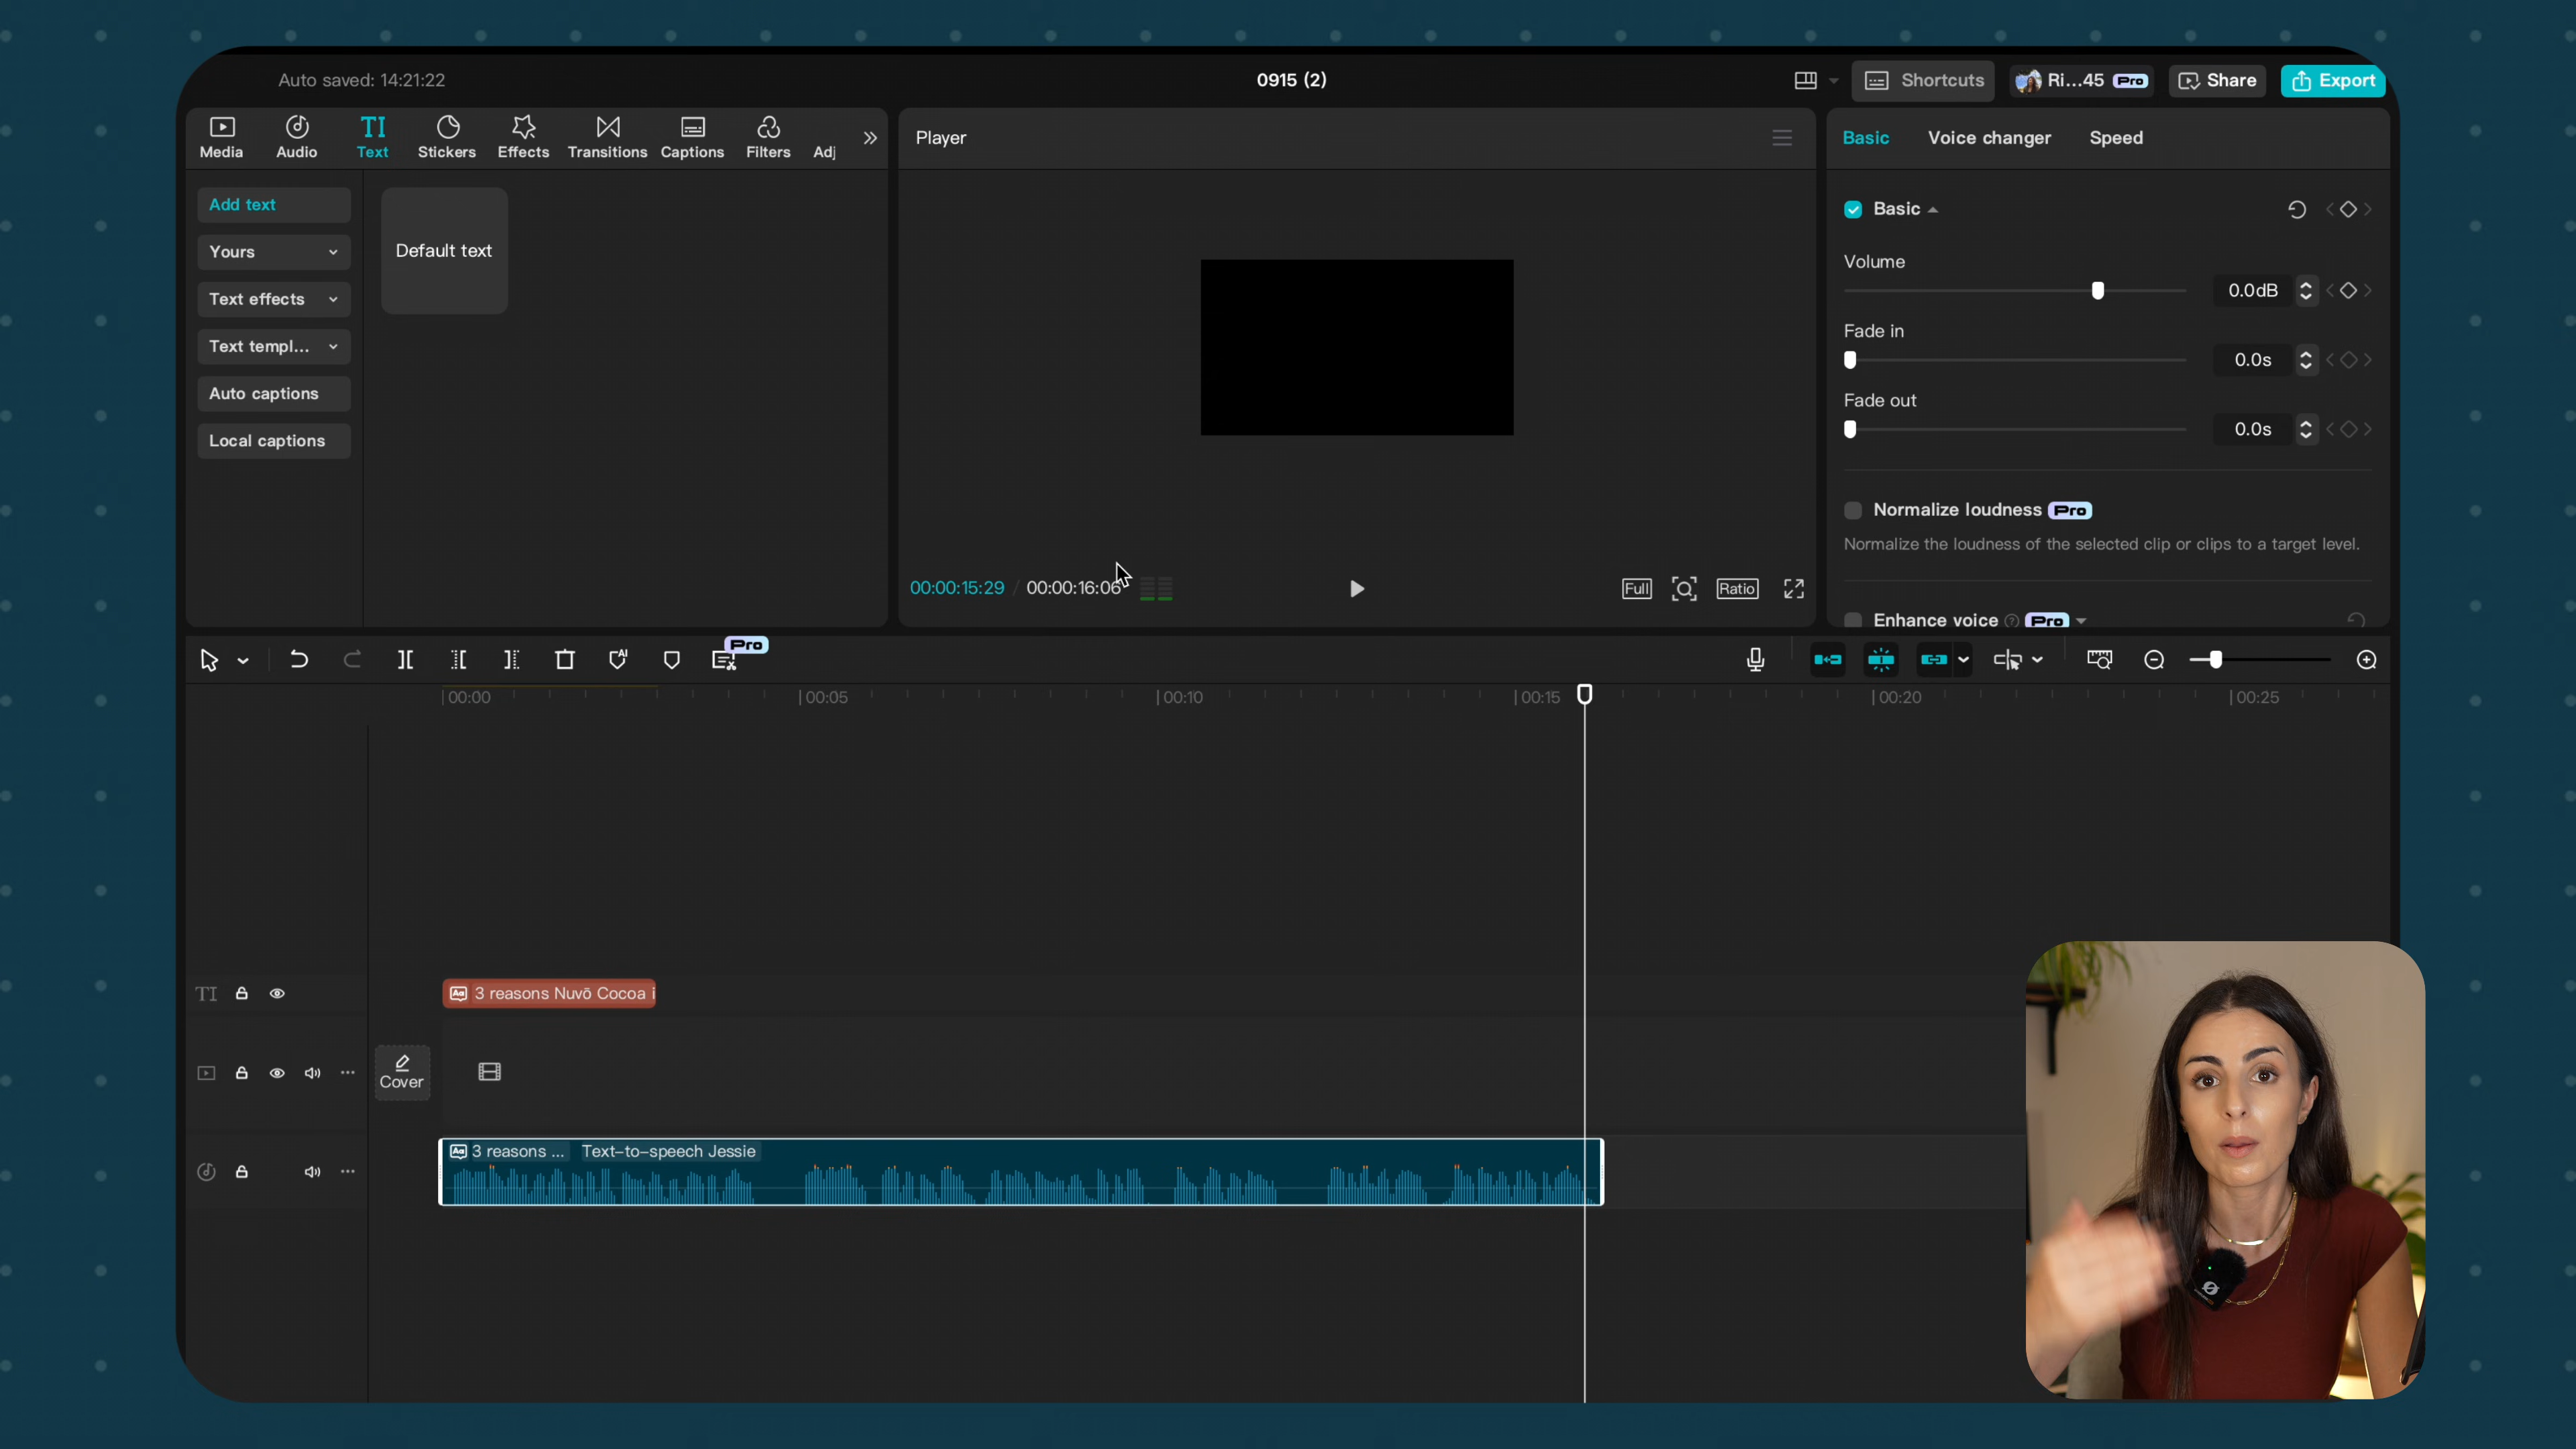 Auto saved: 14:21:22
0915 (2)
Shortcuts
Ri...45 Pro
Share
Export
Media
Audio
TI
Text
Stickers
Effects
Transitions
Captions
Filters
Adj
Player
Basic
Voice changer
Speed
Add text
Yours
Text effects
Text templ...
Auto captions
Local captions
Default text
00:00:15:29 / 00:00:16:06
Full
Ratio
Basic
Volume
0.0dB
Fade in
0.0s
Fade out
0.0s
Normalize loudness Pro
Normalize the loudness of the selected clip or clips to a target level.
Enhance voice Pro
Pro
AI
00:00
00:05
00:10
00:15
00:20
00:25
TI
Aa 3 reasons Nuvō Cocoa i
Cover
Aa 3 reasons ... Text-to-speech Jessie